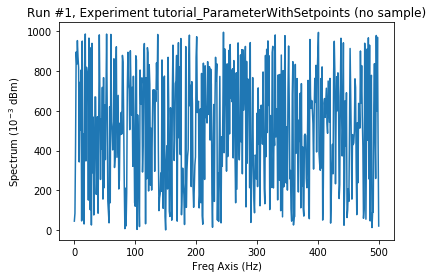 Run #1, Experiment tutorial_ParameterWithSetpoints (no sample)
1000
800
600
400
200
0
Spectrum (10⁻³ dBm)
0 100 200 300 400 500
Freq Axis (Hz)